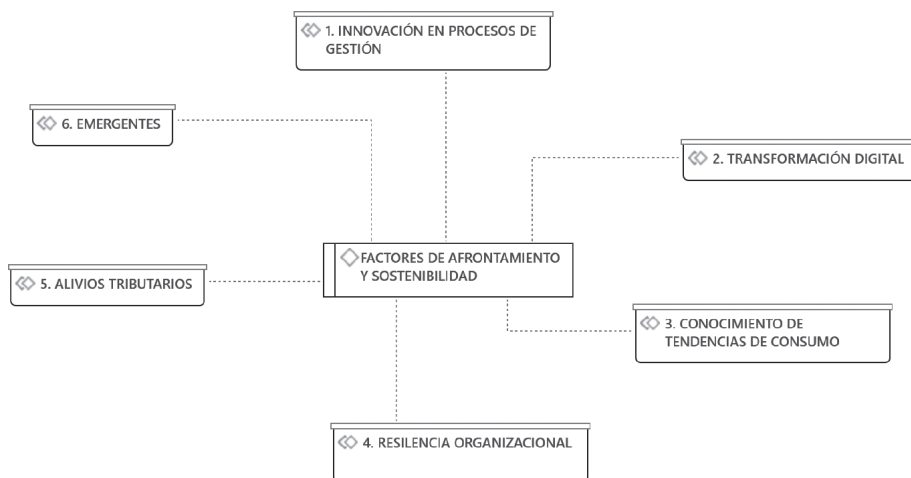 1. INNOVACIÓN EN PROCESOS DE
GESTIÓN
6. EMERGENTES
2. TRANSFORMACIÓN DIGITAL
FACTORES DE AFRONTAMIENTO
Y SOSTENIBILIDAD
5. ALIVIOS TRIBUTARIOS
3. CONOCIMIENTO DE
TENDENCIAS DE CONSUMO
4. RESILENCIA ORGANIZACIONAL